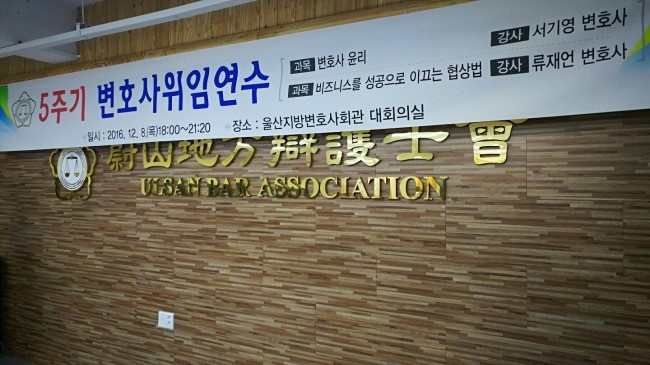 5주기 변호사위임연수
과목 변호사 윤리 강사 서기영 변호사
과목 비즈니스를 성공으로 이끄는 협상법 강사 류재언 변호사
일시 : 2016. 12. 8.(목)18:00~21:20 장소 : 울산지방변호사회관 대회의실
蔚山地方辯護士會
ULSAN BAR ASSOCIATION